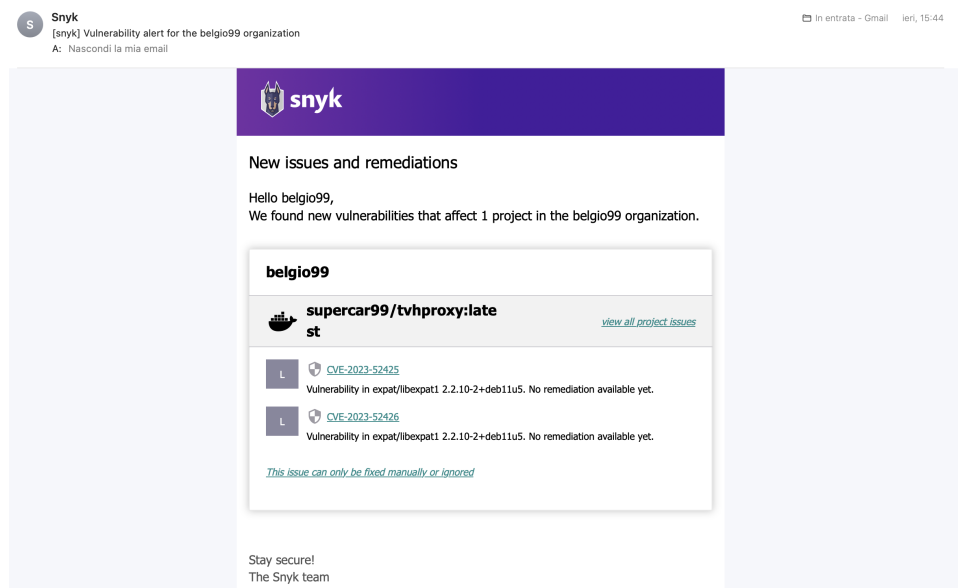 S
Snyk
In entrata - Gmail ieri, 15:44
[snyk] Vulnerability alert for the belgio99 organization
A: Nascondi la mia email
snyk
New issues and remediations
Hello belgio99,
We found new vulnerabilities that affect 1 project in the belgio99 organization.
belgio99
supercar99/tvhproxy:late
st
view all project issues
L
CVE-2023-52425
Vulnerability in expat/libexpat1 2.2.10-2+deb11u5. No remediation available yet.
L
CVE-2023-52426
Vulnerability in expat/libexpat1 2.2.10-2+deb11u5. No remediation available yet.
This issue can only be fixed manually or ignored
Stay secure!
The Snyk team